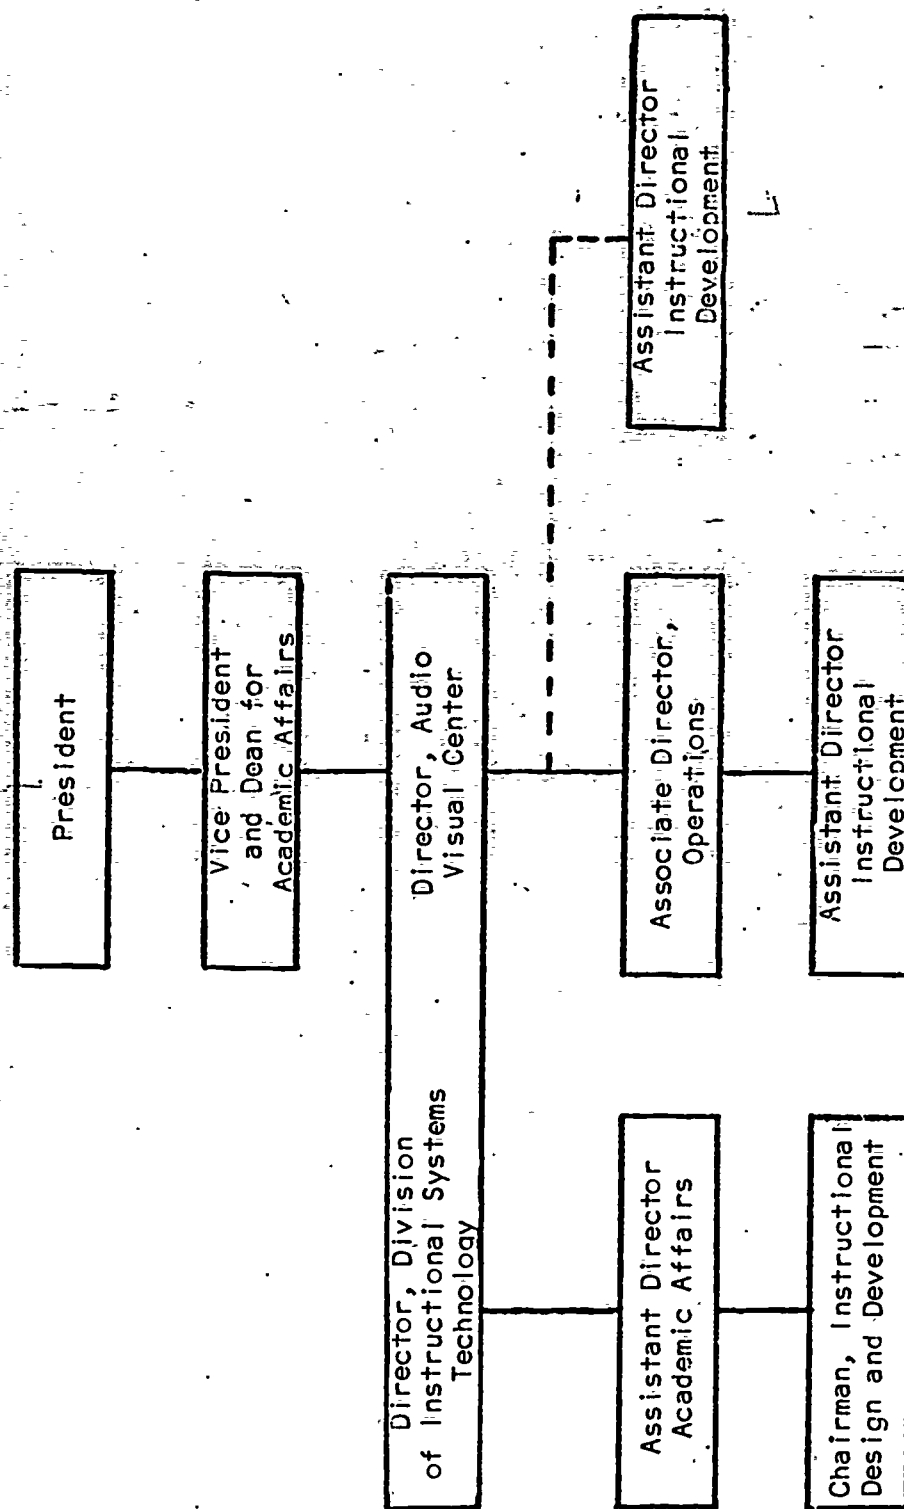 President
Vice President
and Dean for
Academic Affairs
Director, Division
of Instructional Systems
Technology
Director, Audio
Visual Center
Assistant Director
Academic Affairs
Associate Director,
Operations
Assistant Director
Instructional
Development
Chairman, Instructional
Design and Development
Assistant Director
Instructional
Development